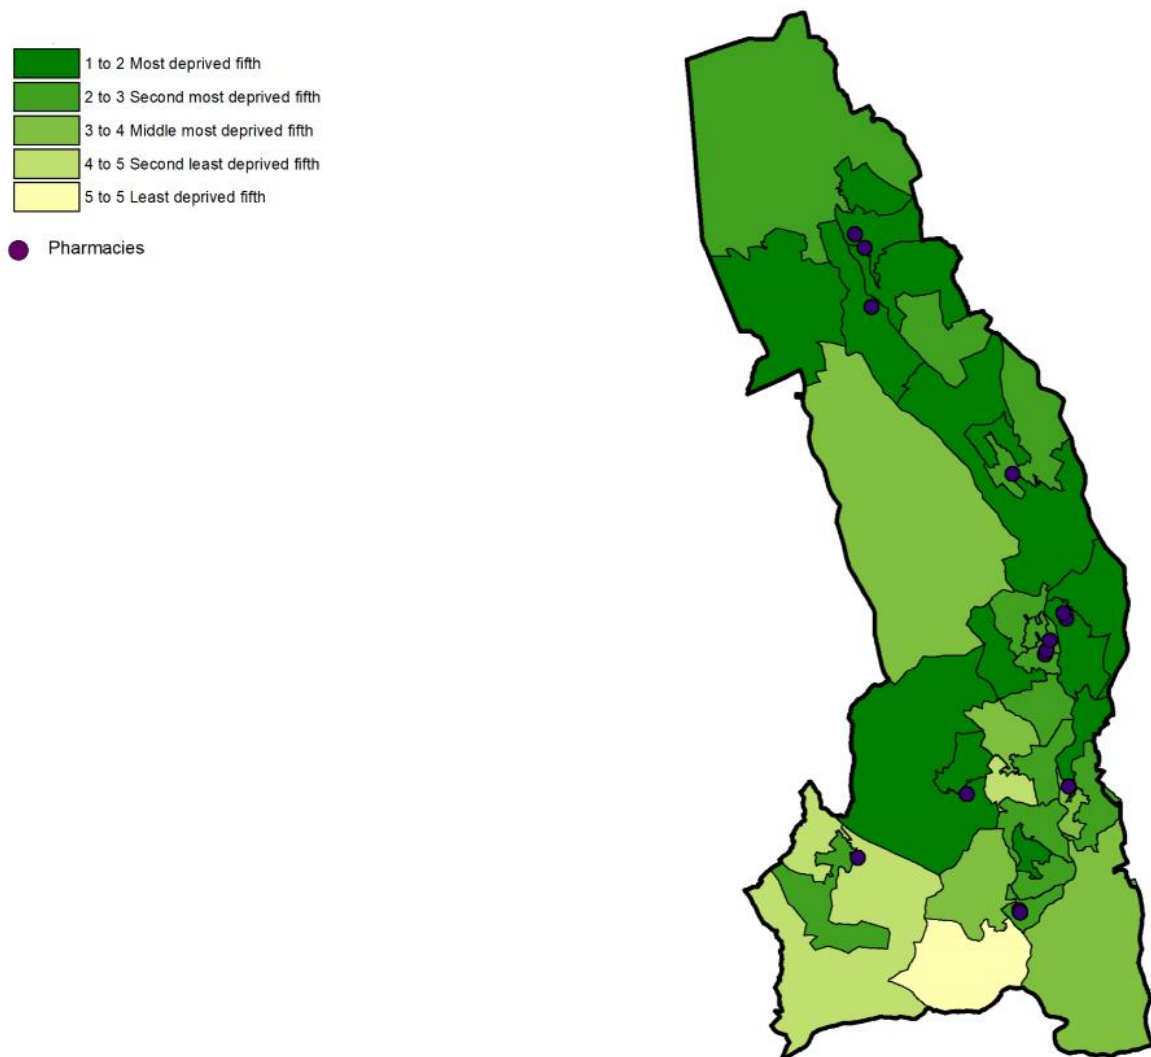 1 to 2 Most deprived fifth
2 to 3 Second most deprived fifth
3 to 4 Middle most deprived fifth
4 to 5 Second least deprived fifth
5 to 5 Least deprived fifth
Pharmacies